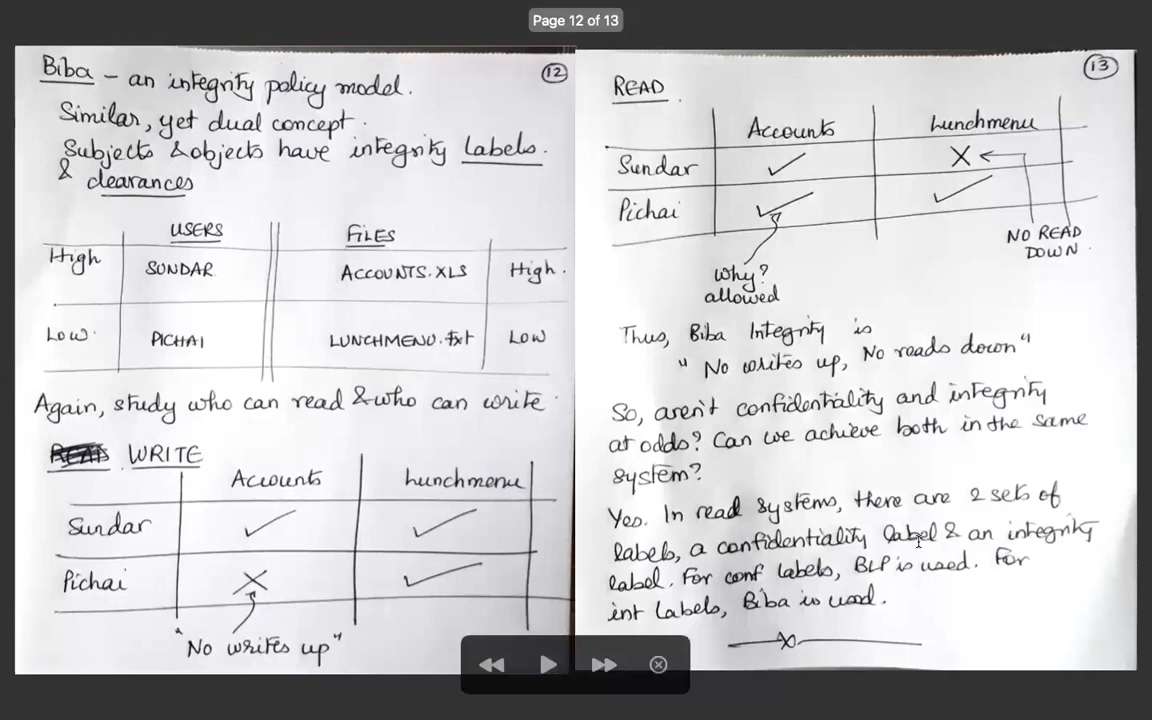 Page 12 of 13
Biba - an integrity policy model.
12
Similar, yet dual concept.
Subjects & objects have integrity Labels.
& clearances
USERS FILES
High SUNDAR ACCOUNTS.XLS High.
Low. PICHAI LUNCHMENU.txt LOW
Again, study who can read & who can write.
READ WRITE
Accounts Lunchmenu
Sundar ✓ ✓
Pichai X ✓
"No writes up"
13
READ
Accounts Lunchmenu
Sundar ✓ X
Pichai ✓ ✓
NO READ
DOWN.
why?
allowed
Thus, Biba Integrity is
"No writes up, No reads down"
So, aren't confidentiality and integrity
at odds? Can we achieve both in the same
system?
Yes. In read systems, there are 2 sets of
labels, a confidentiality label & an integrity
label. For conf labels, BLP is used. For
int Labels, Biba is used.
X